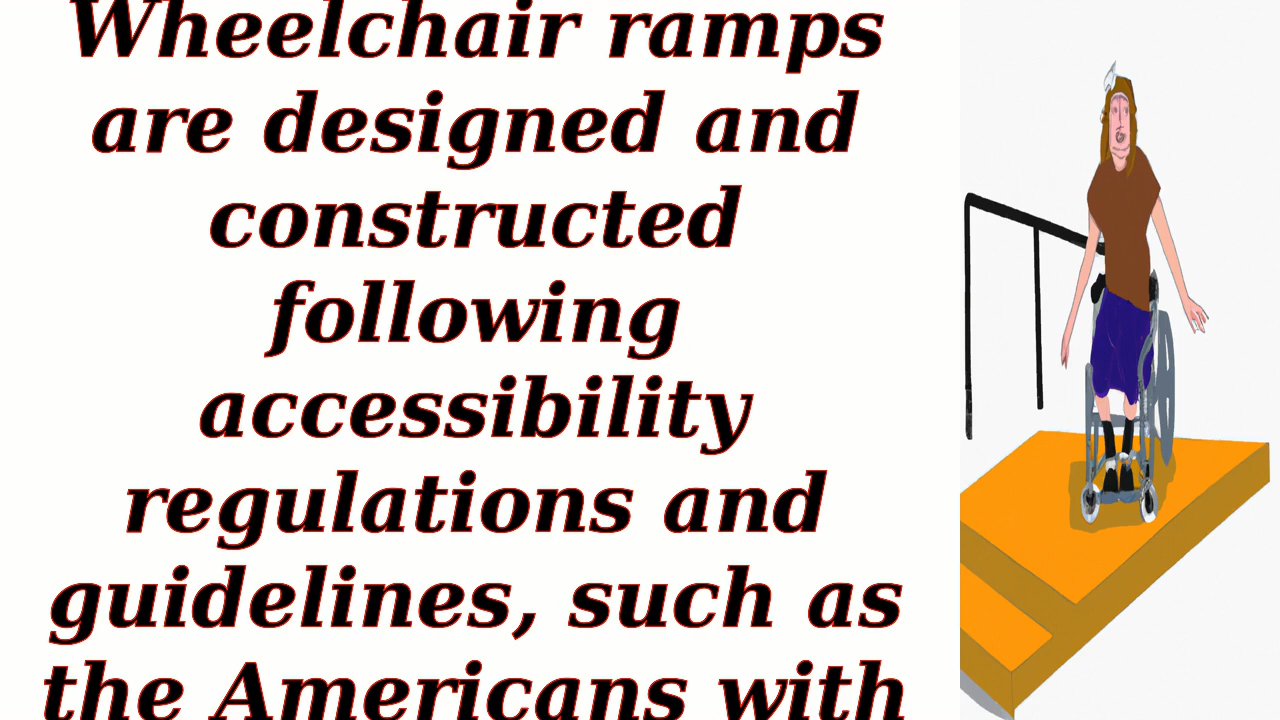 Wheelchair ramps
are designed and
constructed
following
accessibility
regulations and
guidelines, such as
the Americans with